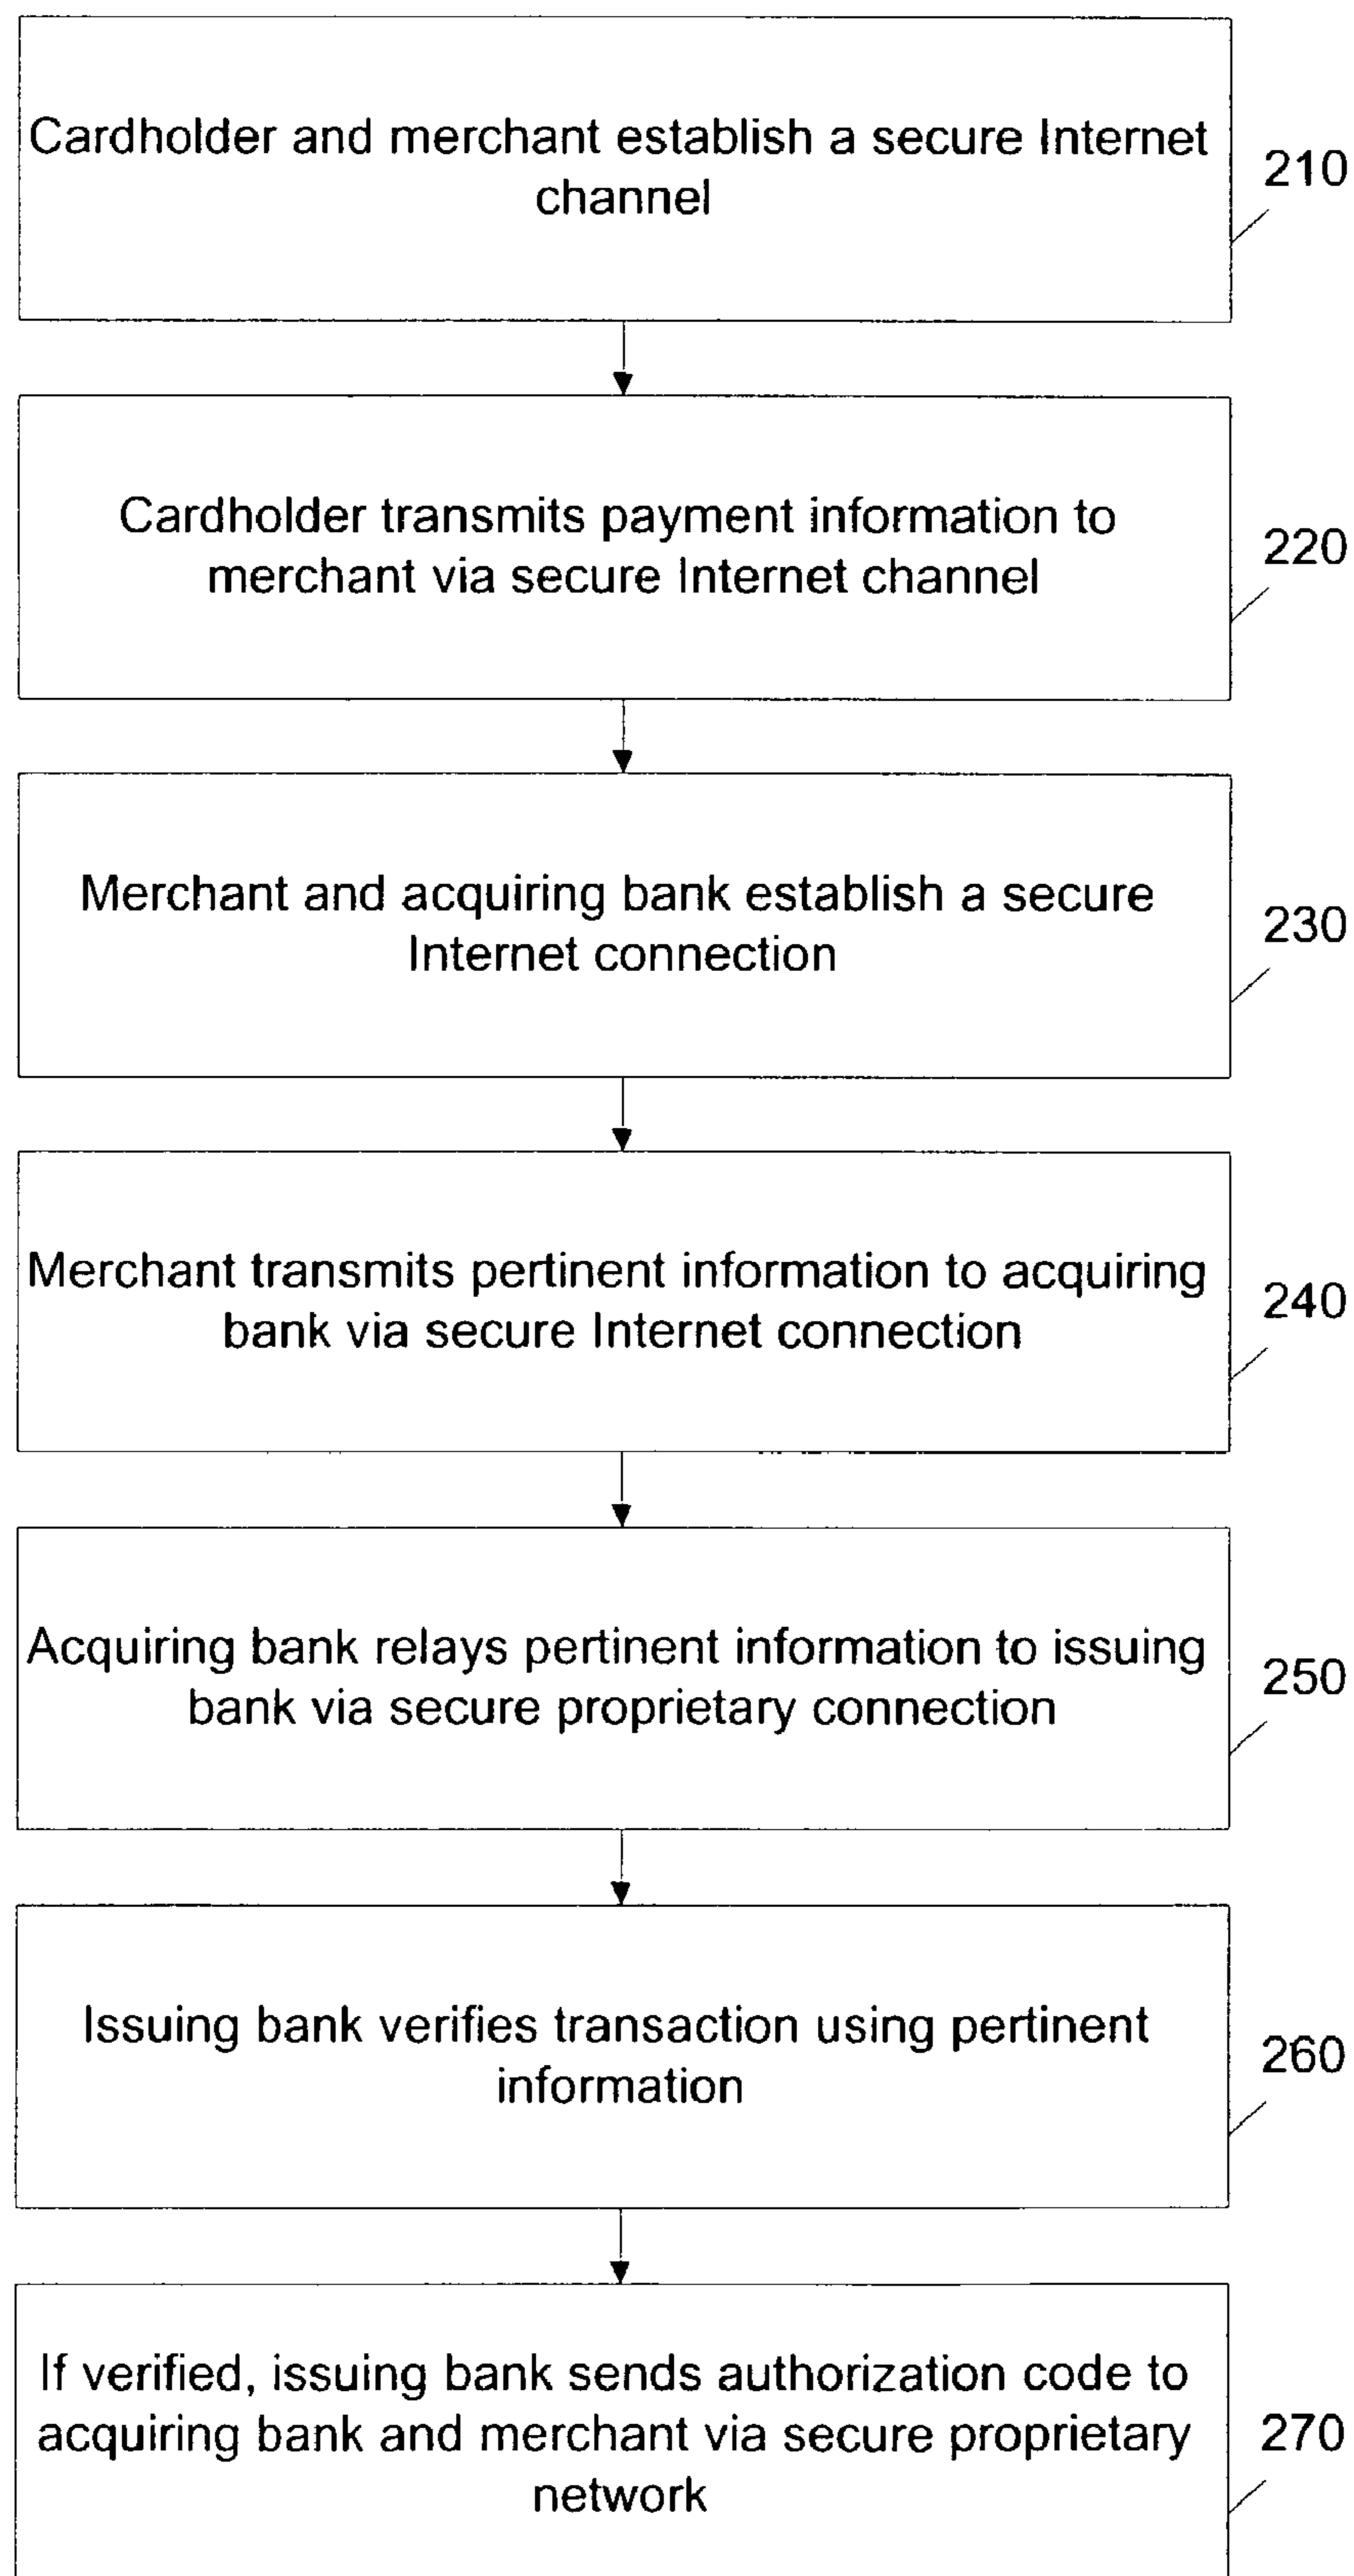 Cardholder and merchant establish a secure Internet
channel
210
Cardholder transmits payment information to
merchant via secure Internet channel
220
Merchant and acquiring bank establish a secure
Internet connection
230
Merchant transmits pertinent information to acquiring
bank via secure Internet connection
240
Acquiring bank relays pertinent information to issuing
bank via secure proprietary connection
250
Issuing bank verifies transaction using pertinent
information
260
If verified, issuing bank sends authorization code to
acquiring bank and merchant via secure proprietary
network
270